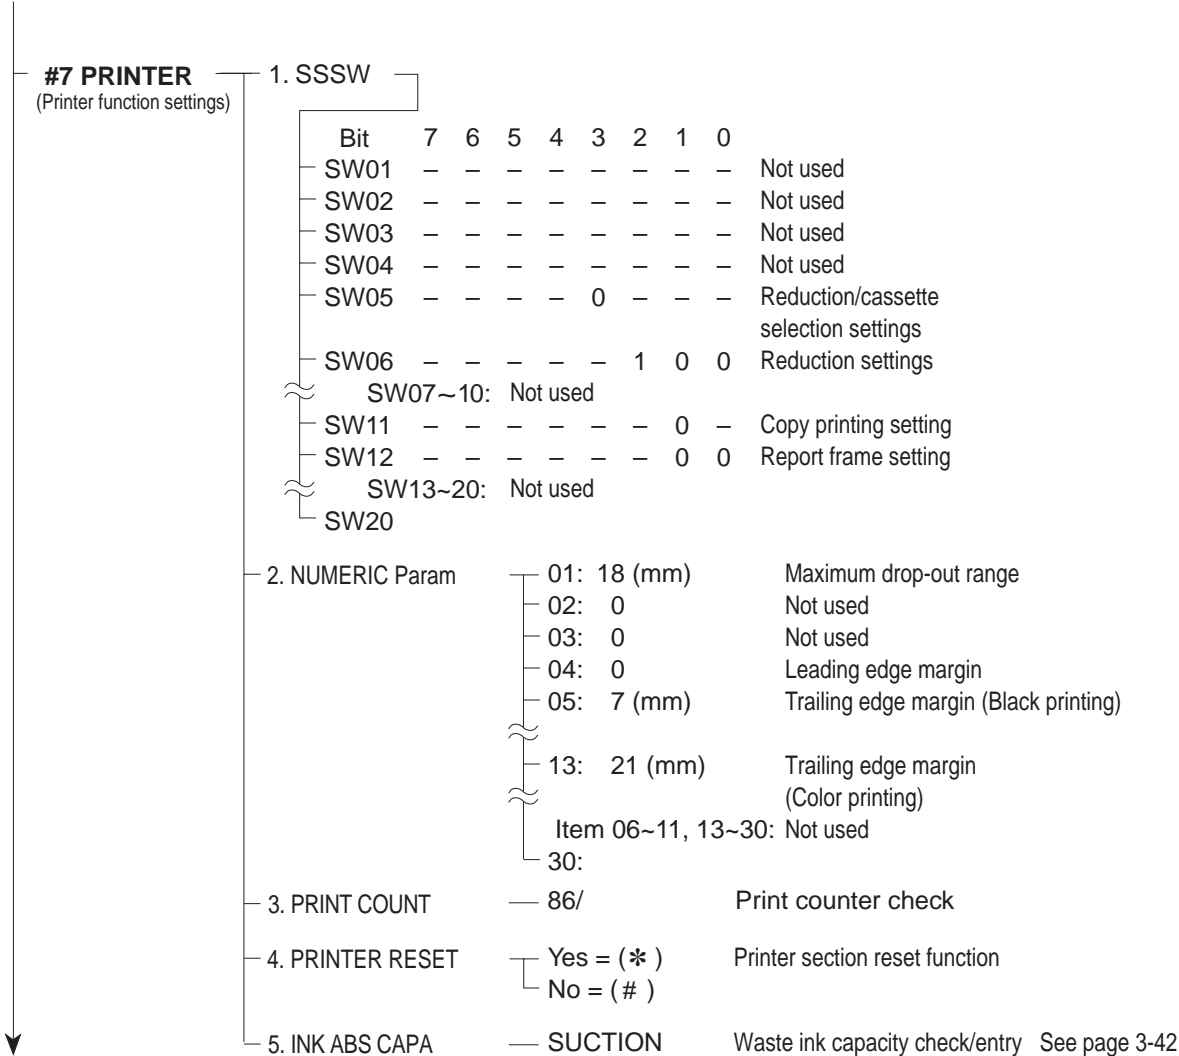 #7 PRINTER 1. SSSW
(Printer function settings)
Bit 7 6 5 4 3 2 1 0
SW01 – – – – – – – – Not used
SW02 – – – – – – – – Not used
SW03 – – – – – – – – Not used
SW04 – – – – – – – – Not used
SW05 – – – – 0 – – – Reduction/cassette
selection settings
SW06 – – – – – 1 0 0 Reduction settings
SW07~10: Not used
SW11 – – – – – – 0 – Copy printing setting
SW12 – – – – – – 0 0 Report frame setting
SW13~20: Not used
SW20
2. NUMERIC Param 01: 18 (mm) Maximum drop-out range
02: 0 Not used
03: 0 Not used
04: 0 Leading edge margin
05: 7 (mm) Trailing edge margin (Black printing)
13: 21 (mm) Trailing edge margin
(Color printing)
Item 06~11, 13~30: Not used
30:
3. PRINT COUNT 86/ Print counter check
4. PRINTER RESET Yes = (✻) Printer section reset function
No = (#)
5. INK ABS CAPA SUCTION Waste ink capacity check/entry See page 3-42